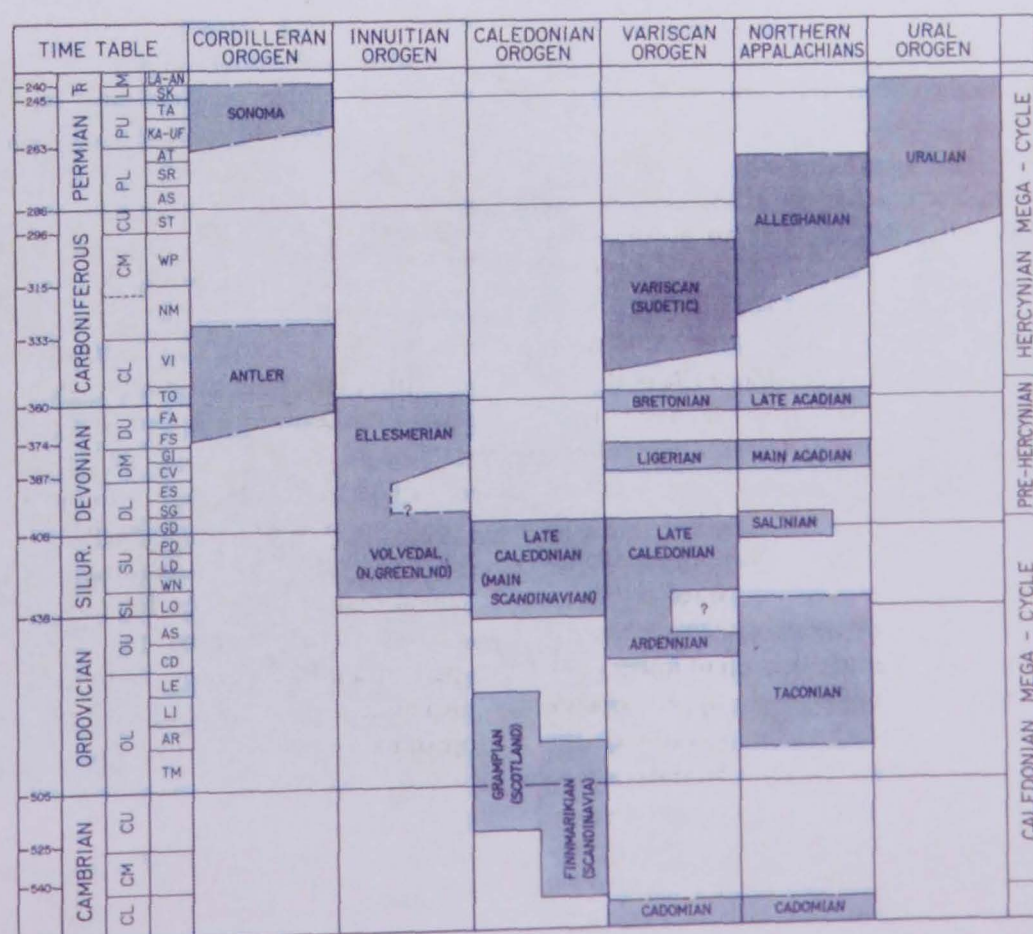 TIME TABLE
CORDILLERAN
OROGEN
INNUITIAN
OROGEN
CALEDONIAN
OROGEN
VARISCAN
OROGEN
NORTHERN
APPALACHIANS
URAL
OROGEN
240
245
263
286
296
315
333
360
374
387
408
438
505
525
540
TR
PERMIAN
CARBONIFEROUS
DEVONIAN
SILUR.
ORDOVICIAN
CAMBRIAN
LM
PU
PL
CU
CM
CL
DU
DM
DL
SU
SL
OU
OL
CU
CM
CL
LA-AN
SK
TA
KA-UF
AT
SR
AS
ST
WP
NM
VI
TO
FA
FS
GI
CV
ES
SG
GD
PD
LD
WN
LO
AS
CD
LE
LI
AR
TM
SONOMA
ANTLER
ELLESMERIAN
?
VOLVEDAL
(N.GREENLND)
LATE
CALEDONIAN
(MAIN
SCANDINAVIAN)
GRAMPIAN
(SCOTLAND)
FINNMARIKIAN
(SCANDINAVIA)
VARISCAN
(SUDETIC)
BRETONIAN
LIGERIAN
LATE
CALEDONIAN
?
ARDENNIAN
CADOMIAN
ALLEGHANIAN
LATE ACADIAN
MAIN ACADIAN
SALINIAN
TACONIAN
CADOMIAN
URALIAN
HERCYNIAN MEGA - CYCLE
PRE-HERCYNIAN
CALEDONIAN MEGA - CYCLE